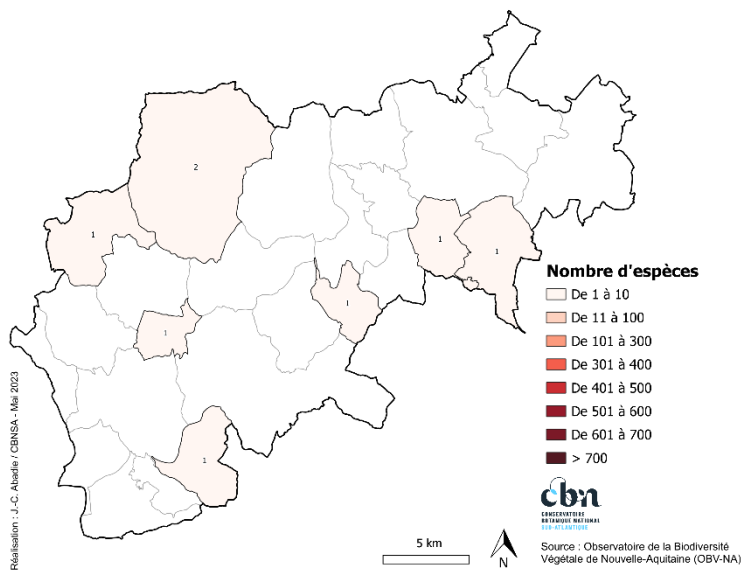 2
1
1
1
1
1
1
Nombre d'espèces
De 1 à 10
De 11 à 100
De 101 à 300
De 301 à 400
De 401 à 500
De 501 à 600
De 601 à 700
> 700
cbn
CONSERVATOIRE
BOTANIQUE NATIONAL
SUD-ATLANTIQUE
5 km
N
Source : Observatoire de la Biodiversité
Végétale de Nouvelle-Aquitaine (OBV-NA)
Réalisation : J.-C. Abadie / CBNSA - Mai 2023